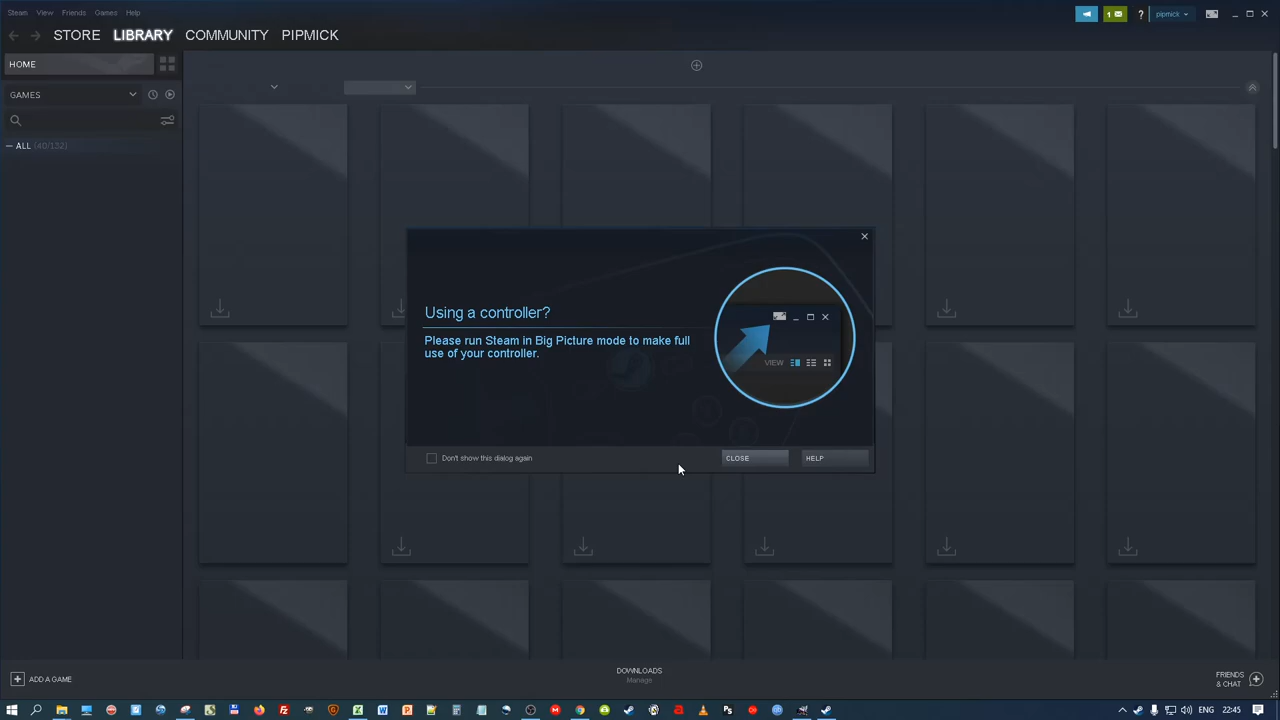 Steam View Friends Games Help
1
? pipmick
STORE LIBRARY COMMUNITY PIPMICK
HOME
GAMES
ALL (40/132)
Using a controller?
Please run Steam in Big Picture mode to make full
use of your controller.
VIEW
Don't show this dialog again
CLOSE
HELP
ADD A GAME
DOWNLOADS
Manage
FRIENDS
& CHAT
ENG 22:45